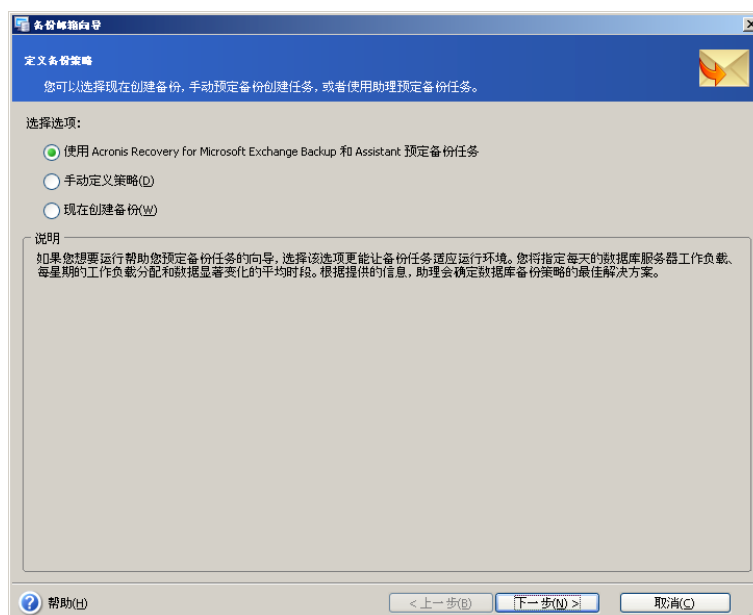 备份邮箱向导
定义备份策略
您可以选择现在创建备份, 手动预定备份创建任务, 或者使用助理预定备份任务。
选择选项:
使用 Acronis Recovery for Microsoft Exchange Backup 和 Assistant 预定备份任务
手动定义策略(D)
现在创建备份(W)
说明
如果您想要运行帮助您预定备份任务的向导, 选择该选项更能让备份任务适应运行环境。您将指定每天的数据库服务器工作负载、
每星期的工作负载分配和数据显著变化的平均时段。根据提供的信息, 助理会确定数据库备份策略的最佳解决方案。
帮助(H)
< 上一步(B)
下一步(N) >
取消(C)